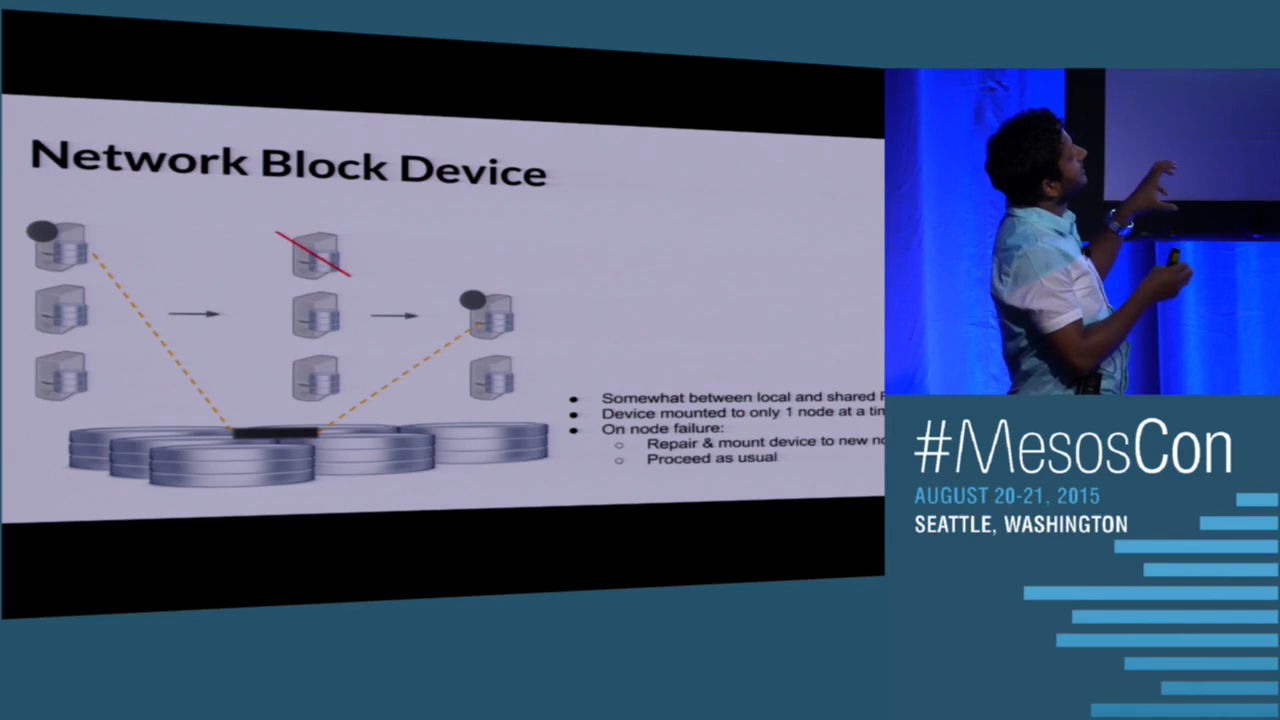 Network Block Device
Somewhat between local and shared
Device mounted to only 1 node at a
On node failure:
Repair & mount device to new
Proceed as usual
#MesosCon
AUGUST 20-21, 2015
SEATTLE, WASHINGTON